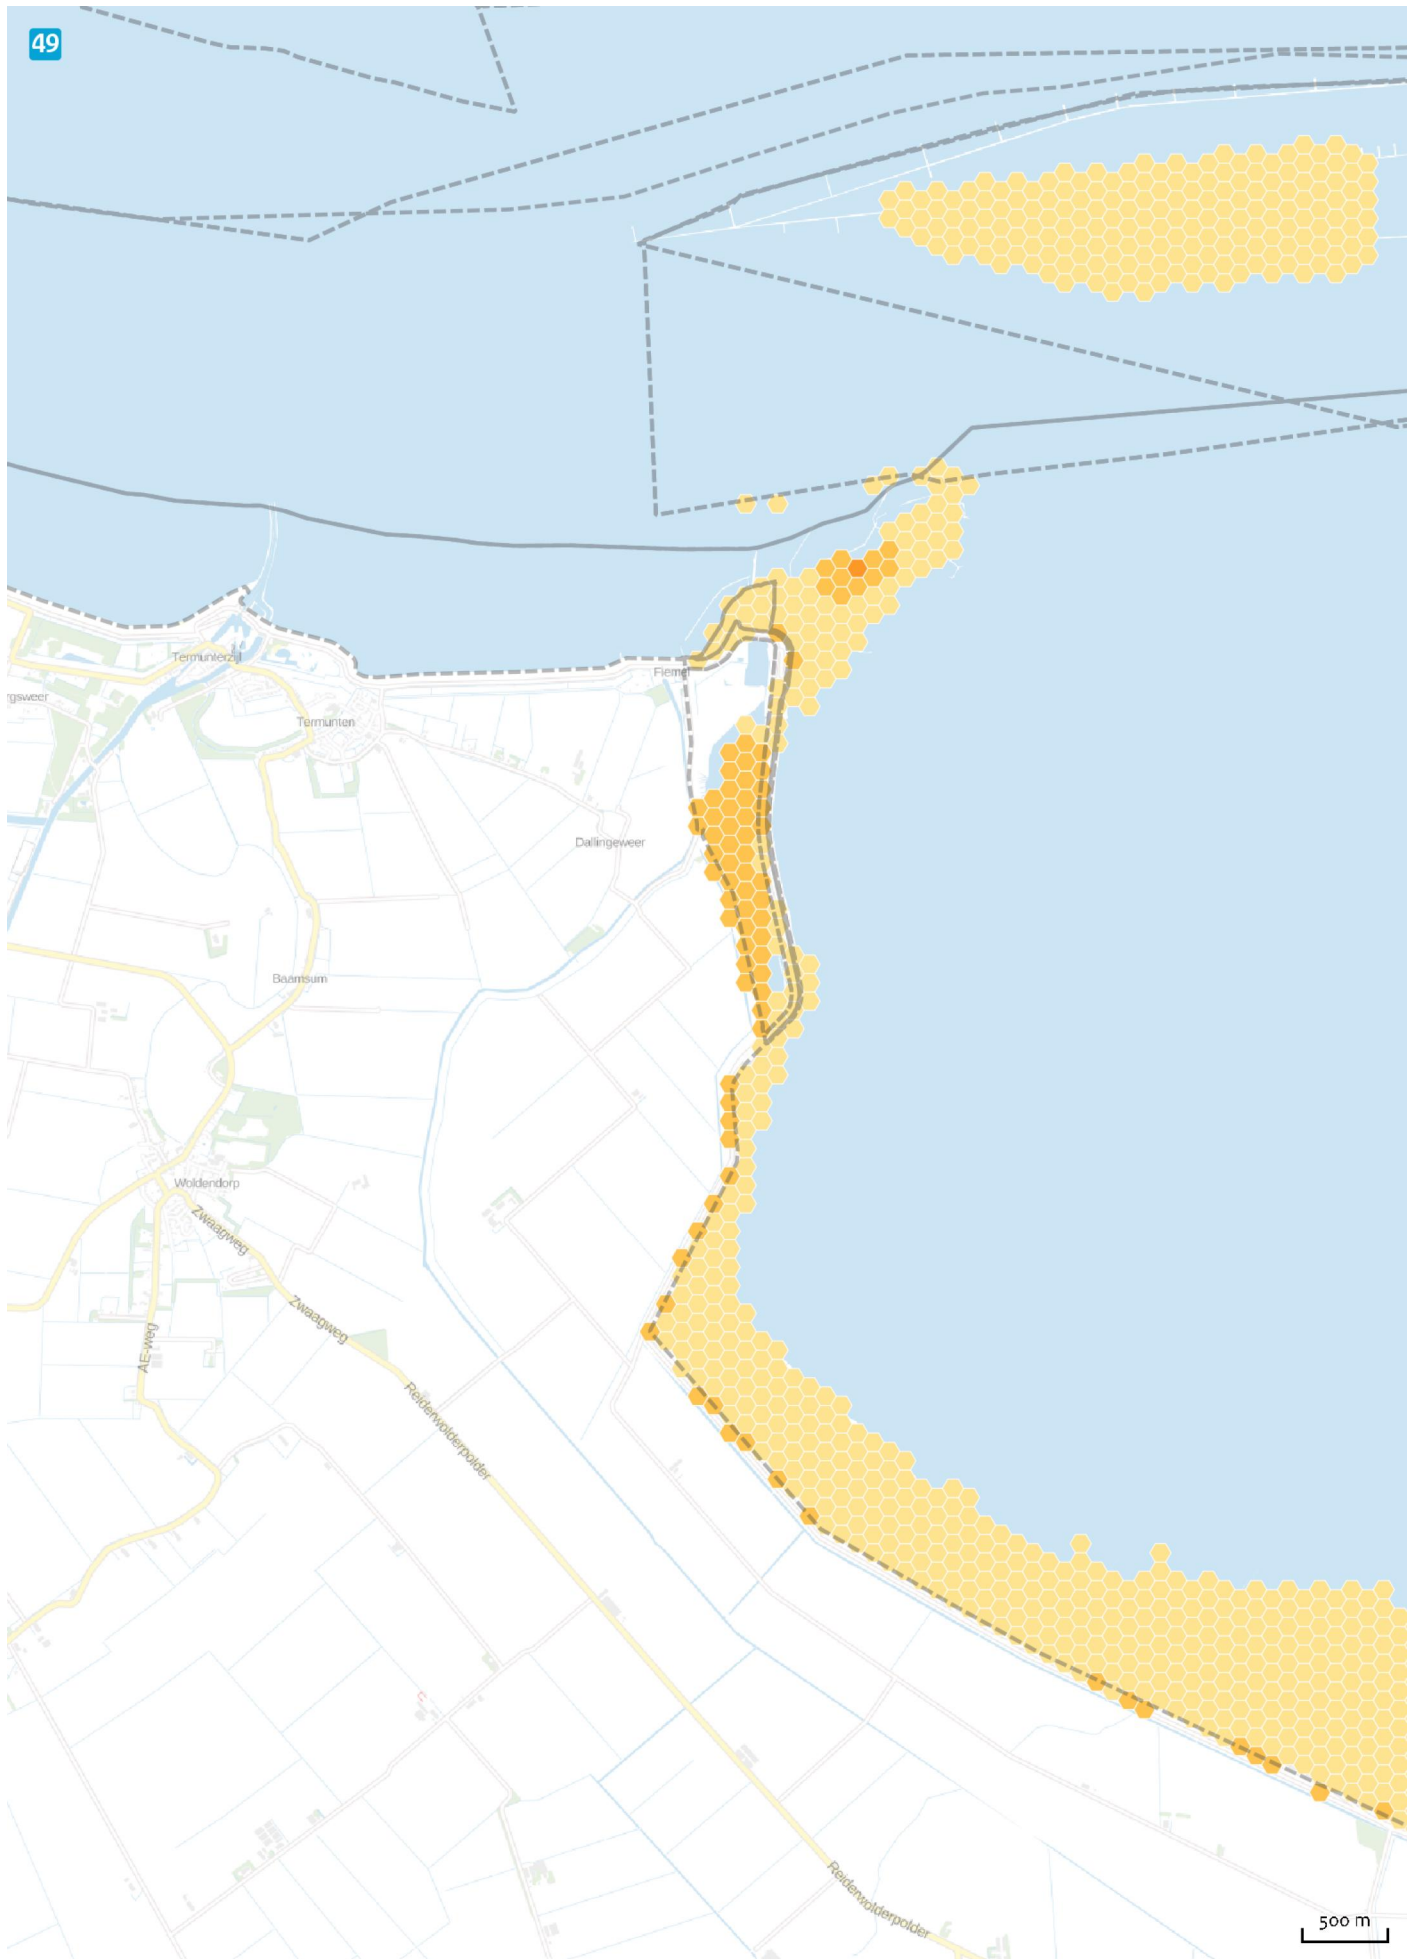 49
Termunterzijl
Fiemel
rgsweer
Termunten
Dallingeweer
Baamsum
Woldendorp
Zwaagweg
Zwaagweg
AE-weg
Reiderwolderpolder
Reiderwolderpolder
500 m